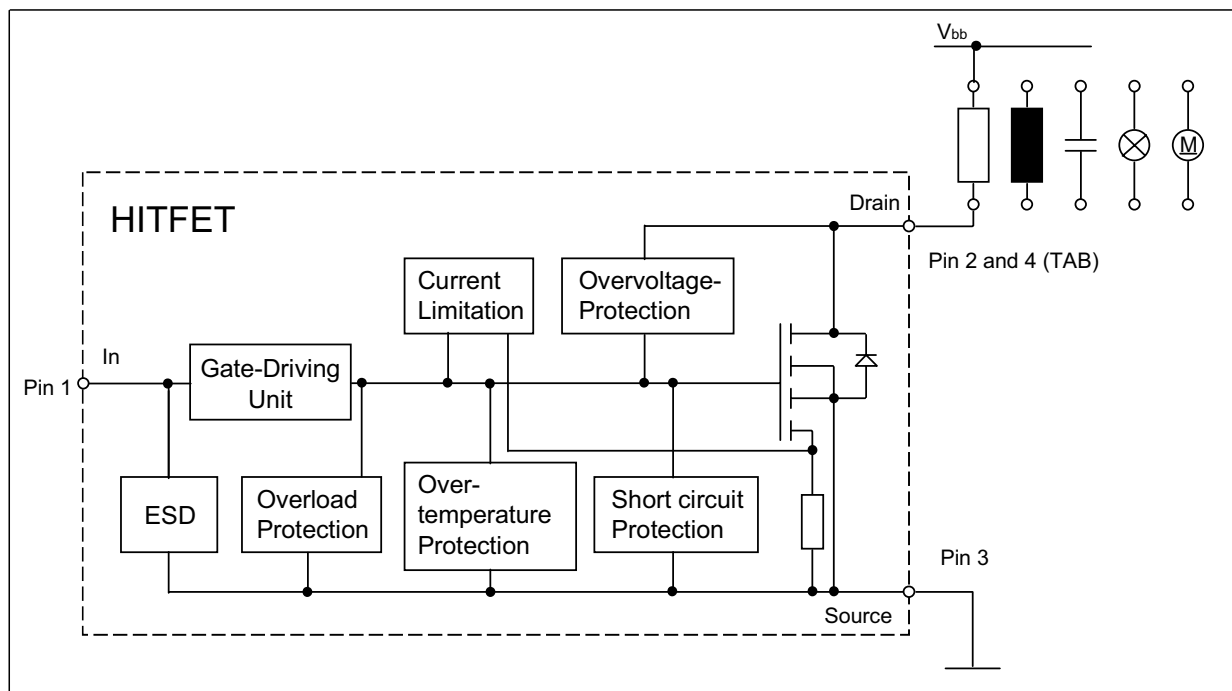 Vbb
HITFET
Drain
Pin 2 and 4 (TAB)
Current
Limitation
Overvoltage-
Protection
In
Pin 1
Gate-Driving
Unit
M
ESD
Overload
Protection
Over-
temperature
Protection
Short circuit
Protection
Pin 3
Source